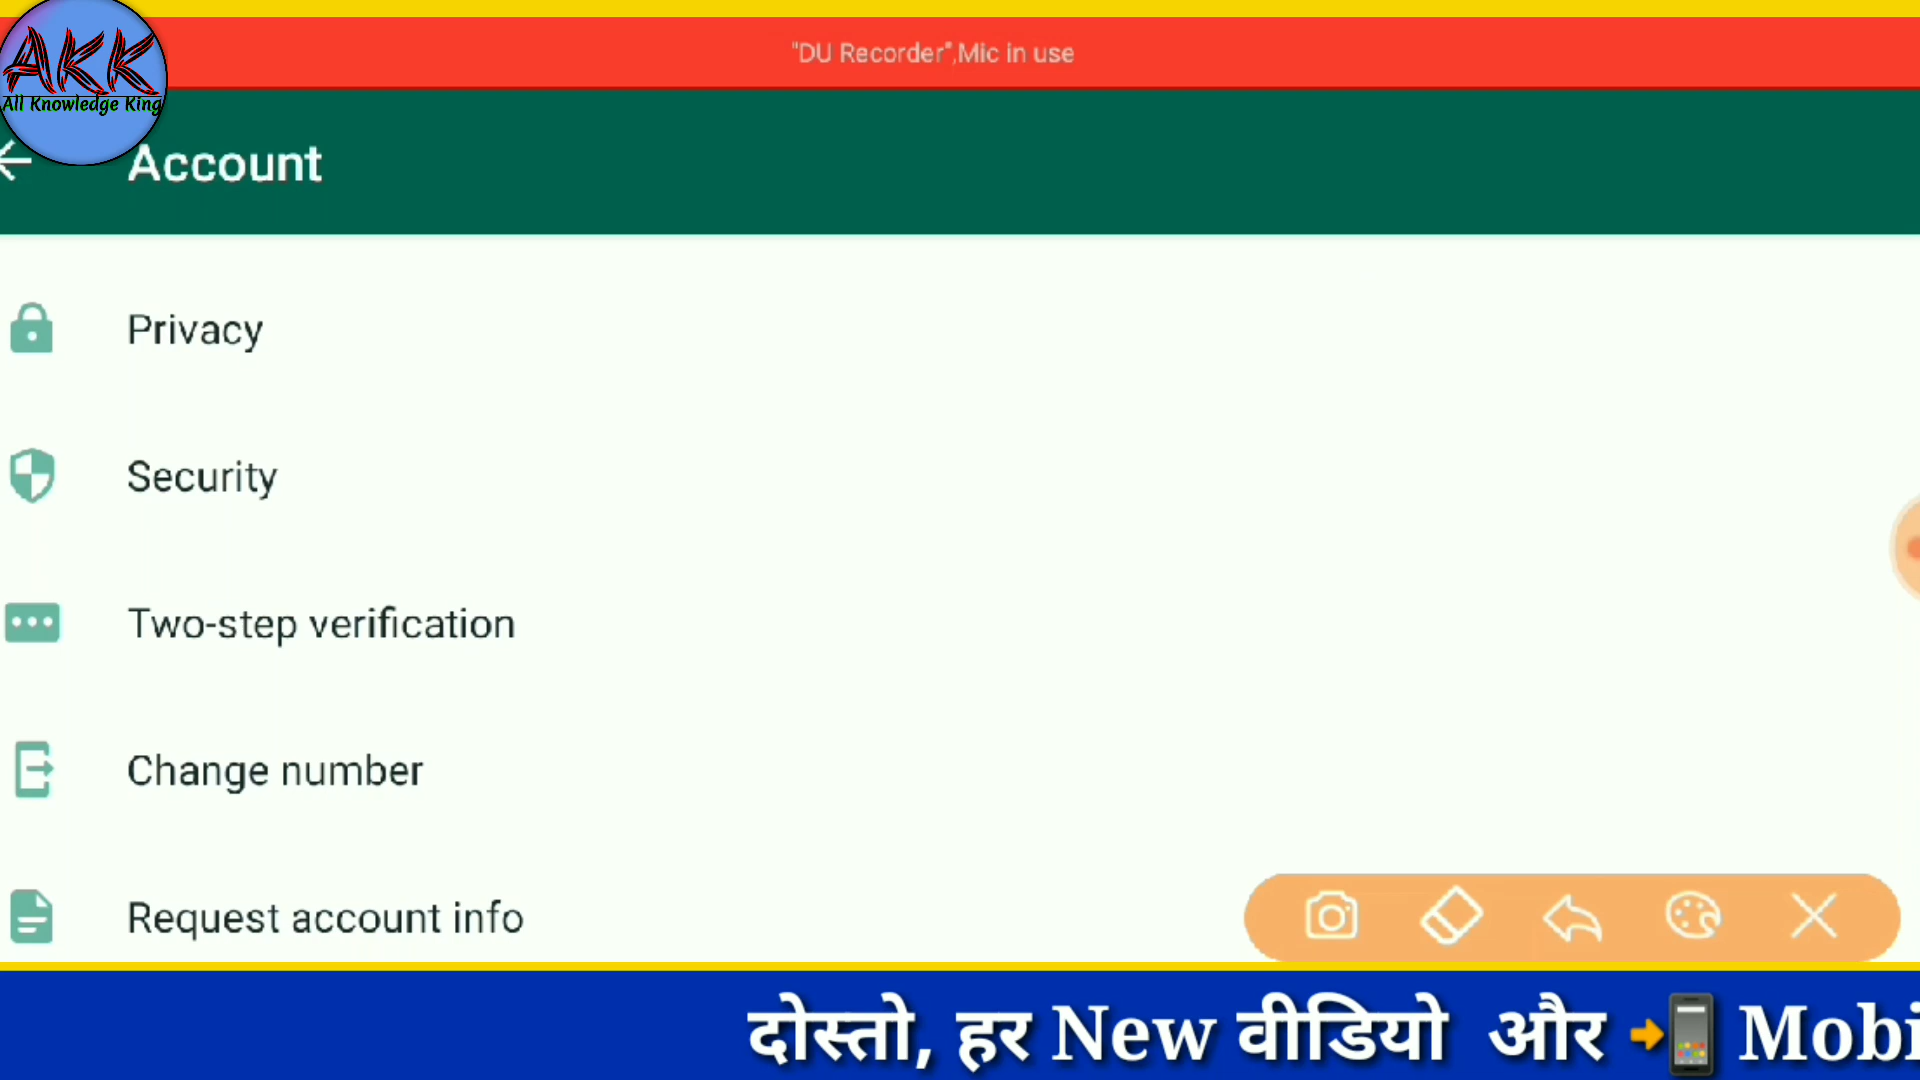 "DU Recorder",Mic in use
AKK
All Knowledge King
Account
Privacy
Security
Two-step verification
Change number
Request account info
दोस्तो, हर New वीडियो और Mobi